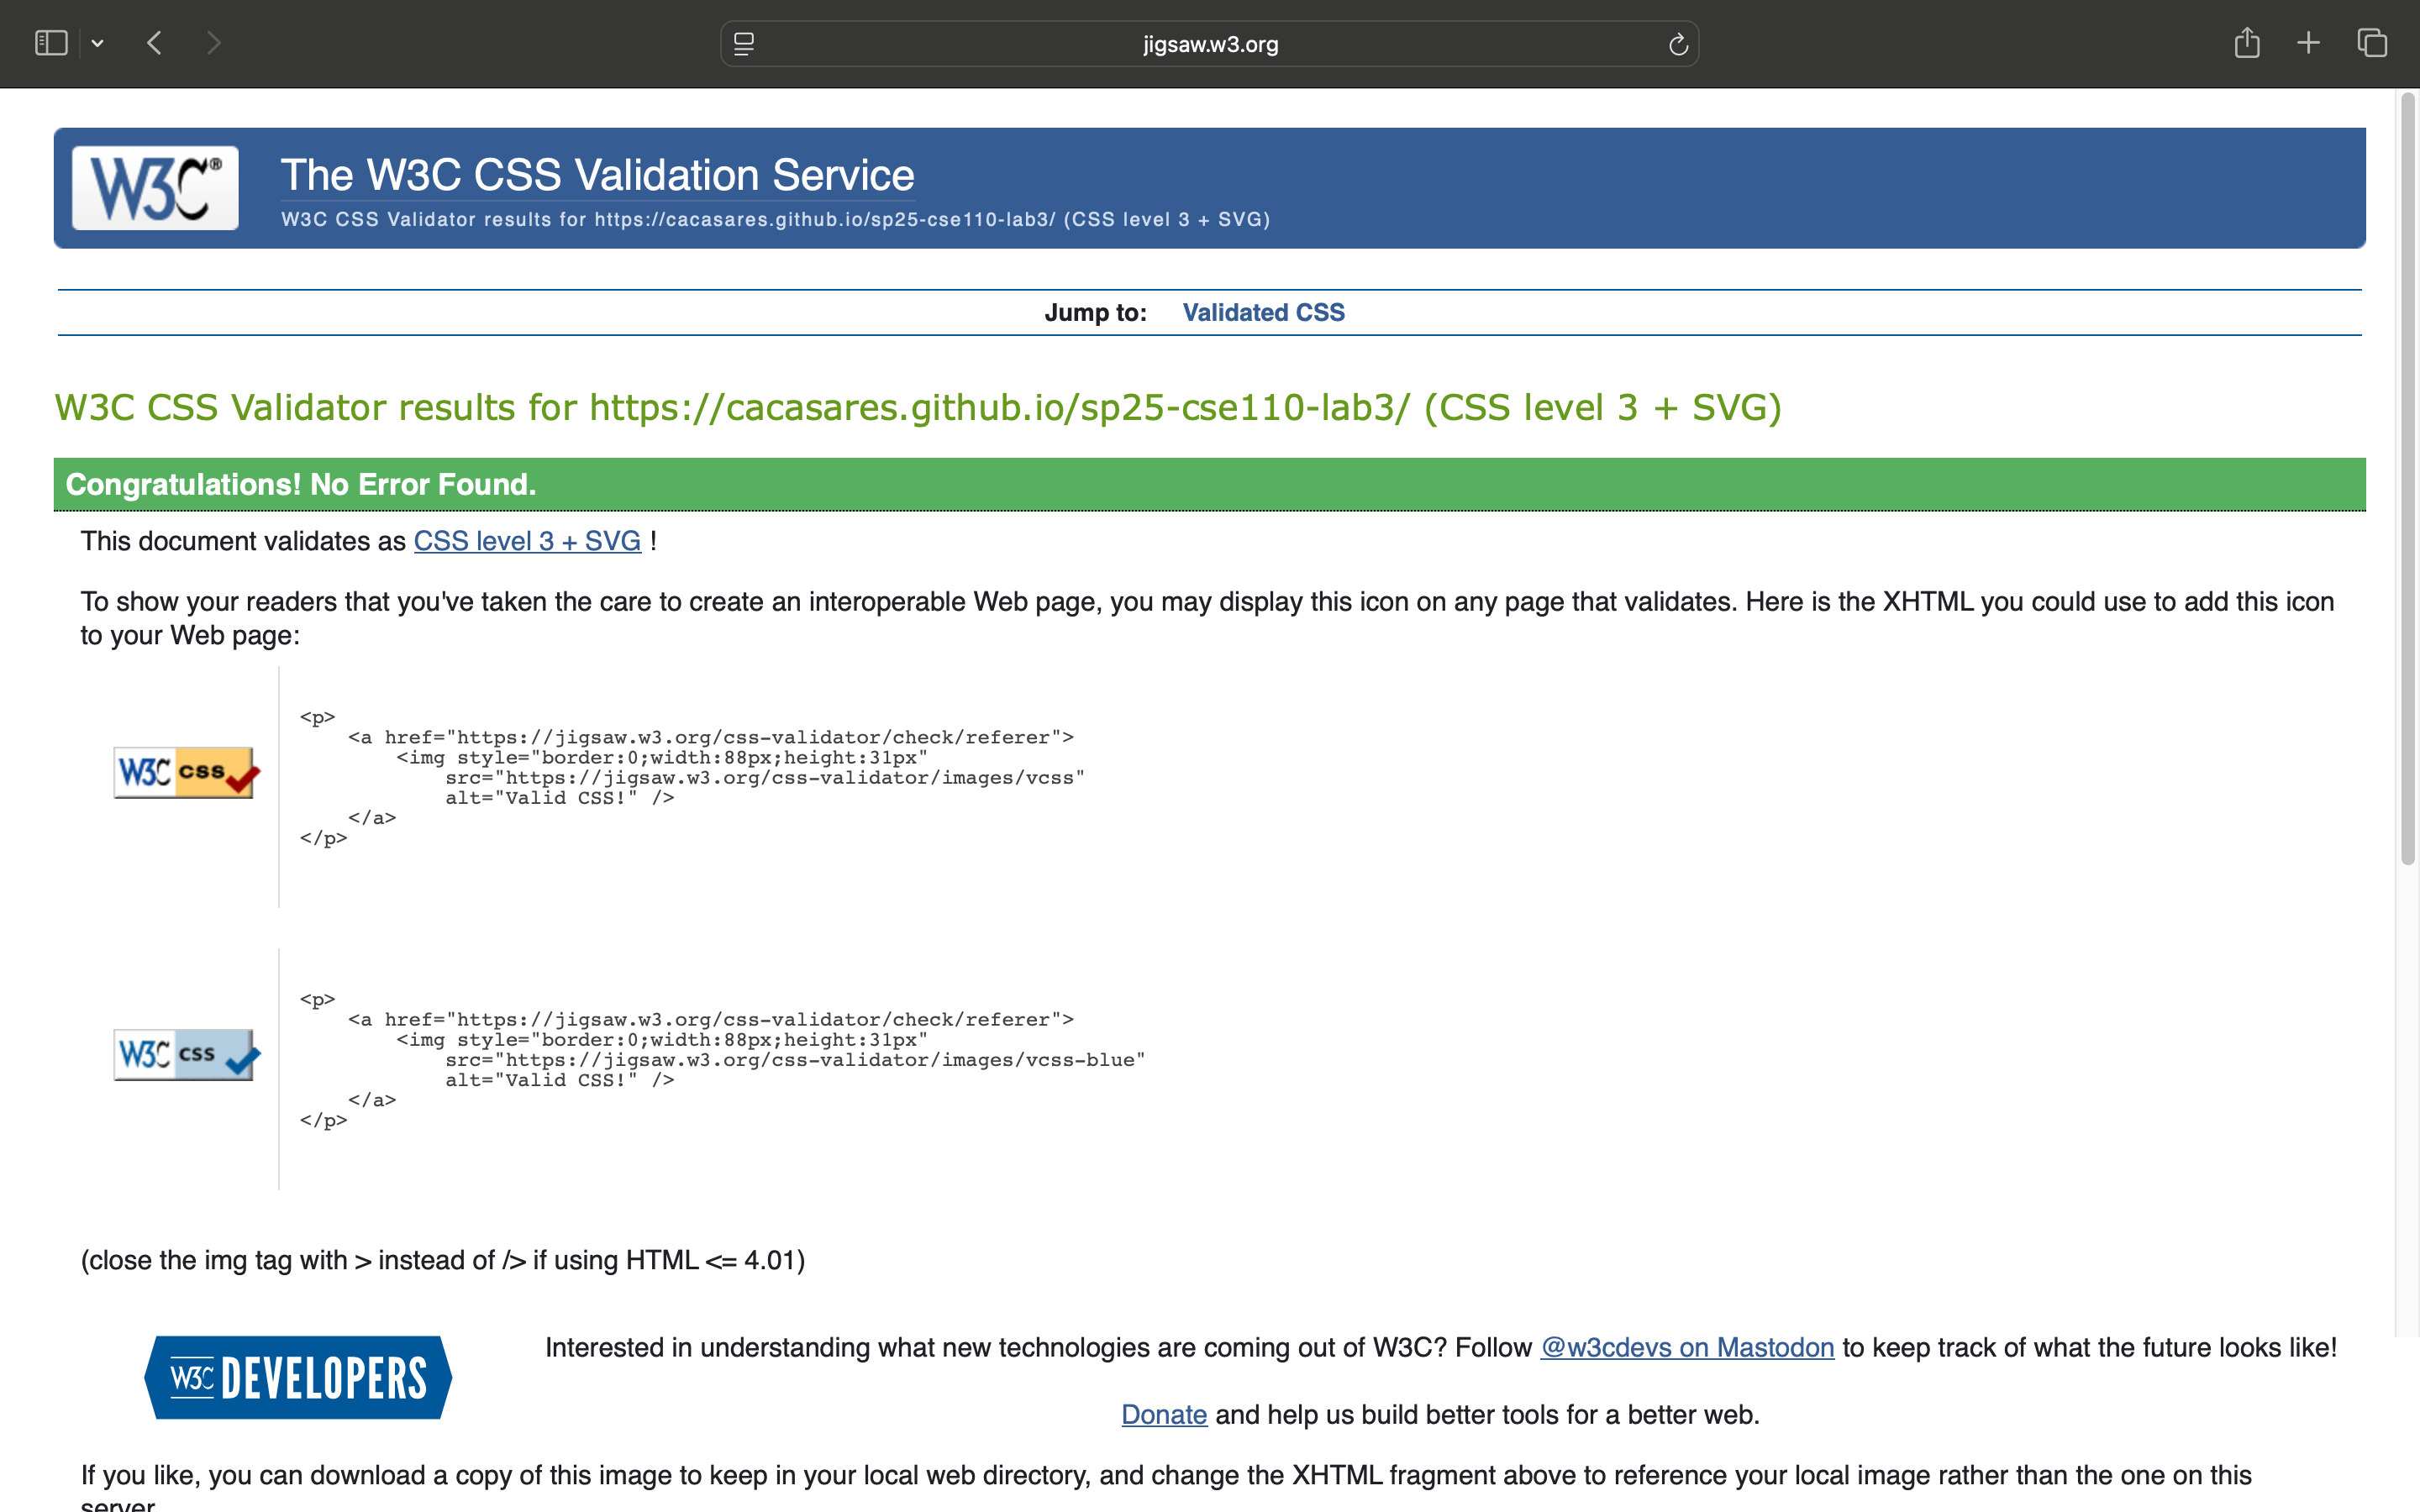 jigsaw.w3.org
W3C®
The W3C CSS Validation Service
W3C CSS Validator results for https://cacasares.github.io/sp25-cse110-lab3/ (CSS level 3 + SVG)
Jump to: Validated CSS
W3C CSS Validator results for https://cacasares.github.io/sp25-cse110-lab3/ (CSS level 3 + SVG)
Congratulations! No Error Found.
This document validates as CSS level 3 + SVG !
To show your readers that you've taken the care to create an interoperable Web page, you may display this icon on any page that validates. Here is the XHTML you could use to add this icon
to your Web page:
<p>
<a href="https://jigsaw.w3.org/css-validator/check/referer">
<img style="border:0;width:88px;height:31px"
W3C css
src="https://jigsaw.w3.org/css-validator/images/vcss"
alt="Valid CSS!" />
</a>
</p>
<p>
<a href="https://jigsaw.w3.org/css-validator/check/referer">
<img style="border:0;width:88px;height:31px"
W3C css
src="https://jigsaw.w3.org/css-validator/images/vcss-blue"
alt="Valid CSS!" />
</a>
</p>
(close the img tag with > instead of /> if using HTML <= 4.01)
W3C DEVELOPERS
Interested in understanding what new technologies are coming out of W3C? Follow @w3cdevs on Mastodon to keep track of what the future looks like!
Donate and help us build better tools for a better web.
If you like, you can download a copy of this image to keep in your local web directory, and change the XHTML fragment above to reference your local image rather than the one on this
server.